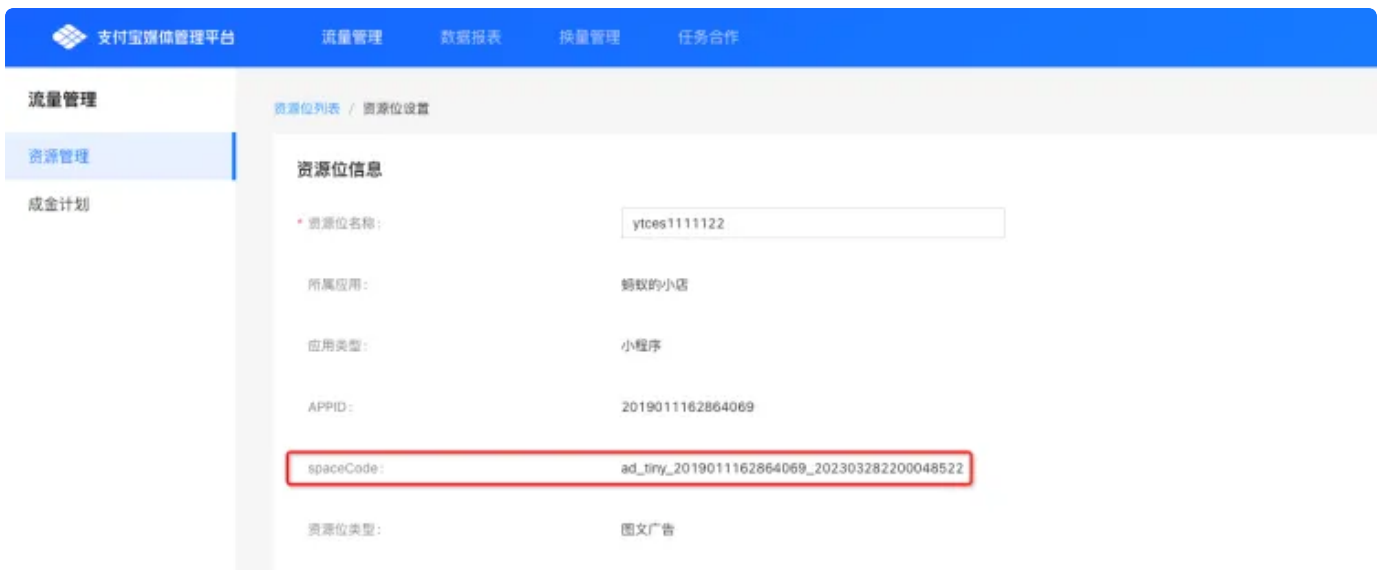 支付宝媒体管理平台 流量管理 数据报表 换量管理 任务合作
流量管理
资源位列表 / 资源位设置
资源管理
资源位信息
成金计划
* 资源位名称: ytces1111122
所属应用: 蚂蚁的小店
应用类型: 小程序
APPID: 2019011162864069
spaceCode: ad_tiny_2019011162864069_202303282200048522
资源位类型: 图文广告